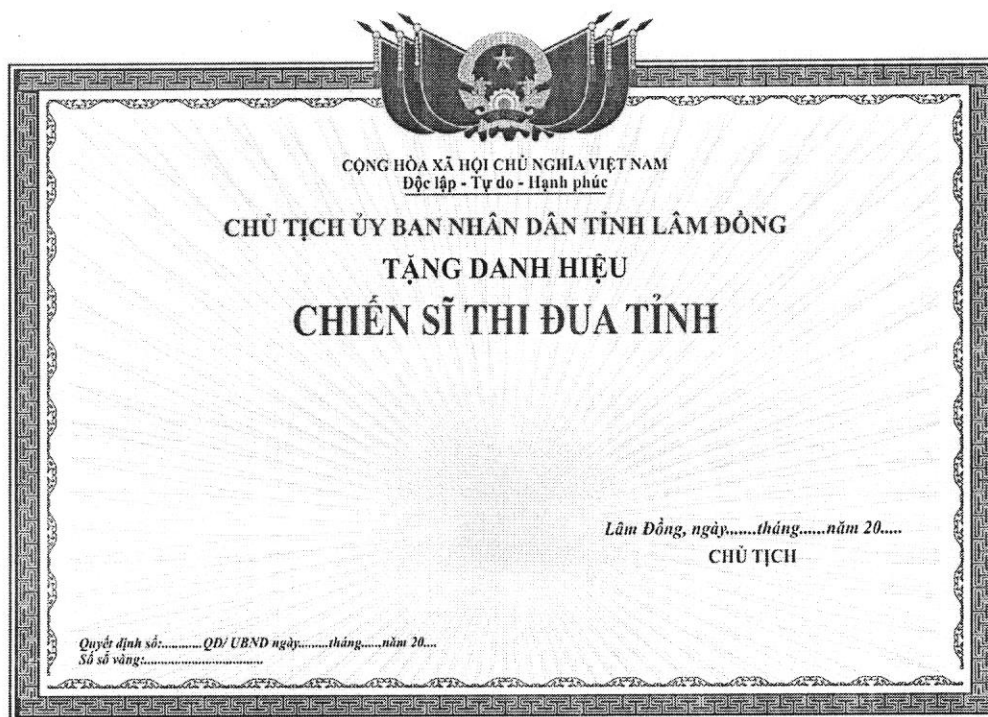 CỘNG HÒA XÃ HỘI CHỦ NGHĨA VIỆT NAM
Độc lập - Tự do - Hạnh phúc
CHỦ TỊCH ỦY BAN NHÂN DÂN TỈNH LÂM ĐỒNG
TẶNG DANH HIỆU
CHIẾN SĨ THI ĐUA TỈNH
Lâm Đồng, ngày.......tháng......năm 20.....
CHỦ TỊCH
Quyết định số:...........QĐ/ UBND ngày........tháng......năm 20....
Số sổ vàng:.................................